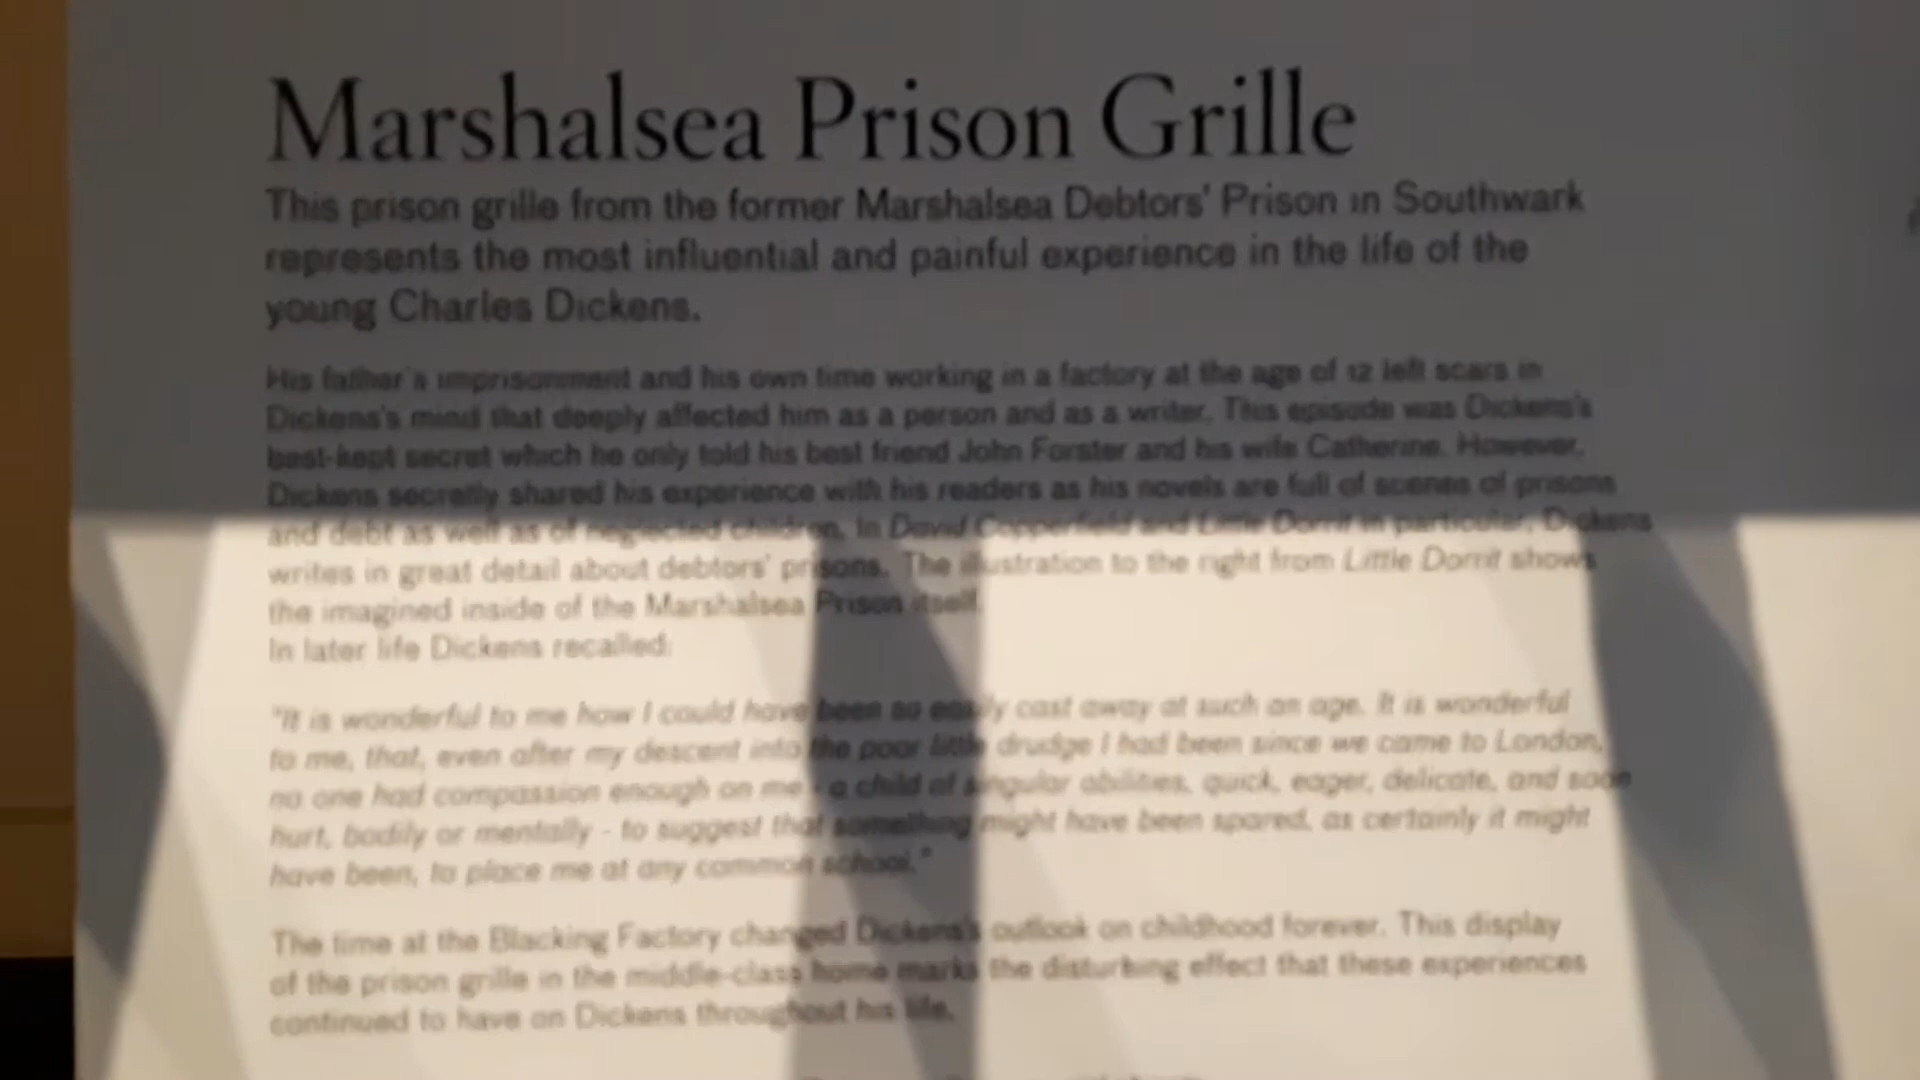 Marshalsea Prison Grille
This prison grille from the former Marshalsea Debtors' Prison in Southwark
represents the most influential and painful experience in the life of the
young Charles Dickens.
His father's imprisonment and his own time working in a factory at the age of 12 left scars in
Dickens's mind that deeply affected him as a person and as a writer. This episode was Dickens's
best-kept secret which he only told his best friend John Forster and his wife Catherine. However,
Dickens secretly shared his experience with his readers as his novels are full of scenes of prisons
and debt as well as of neglected children. In David Copperfield and Little Dorrit in particular, Dickens
writes in great detail about debtors' prisons. The illustration to the right from Little Dorrit shows
the imagined inside of the Marshalsea Prison itself.
In later life Dickens recalled:
"It is wonderful to me how I could have been so easily cast away at such an age. It is wonderful
to me, that, even after my descent into the poor little drudge I had been since we came to London,
no one had compassion enough on me - a child of singular abilities, quick, eager, delicate, and soon
hurt, bodily or mentally - to suggest that something might have been spared, as certainly it might
have been, to place me at any common school."
The time at the Blacking Factory changed Dickens's outlook on childhood forever. This display
of the prison grille in the middle-class home marks the disturbing effect that these experiences
continued to have on Dickens throughout his life.